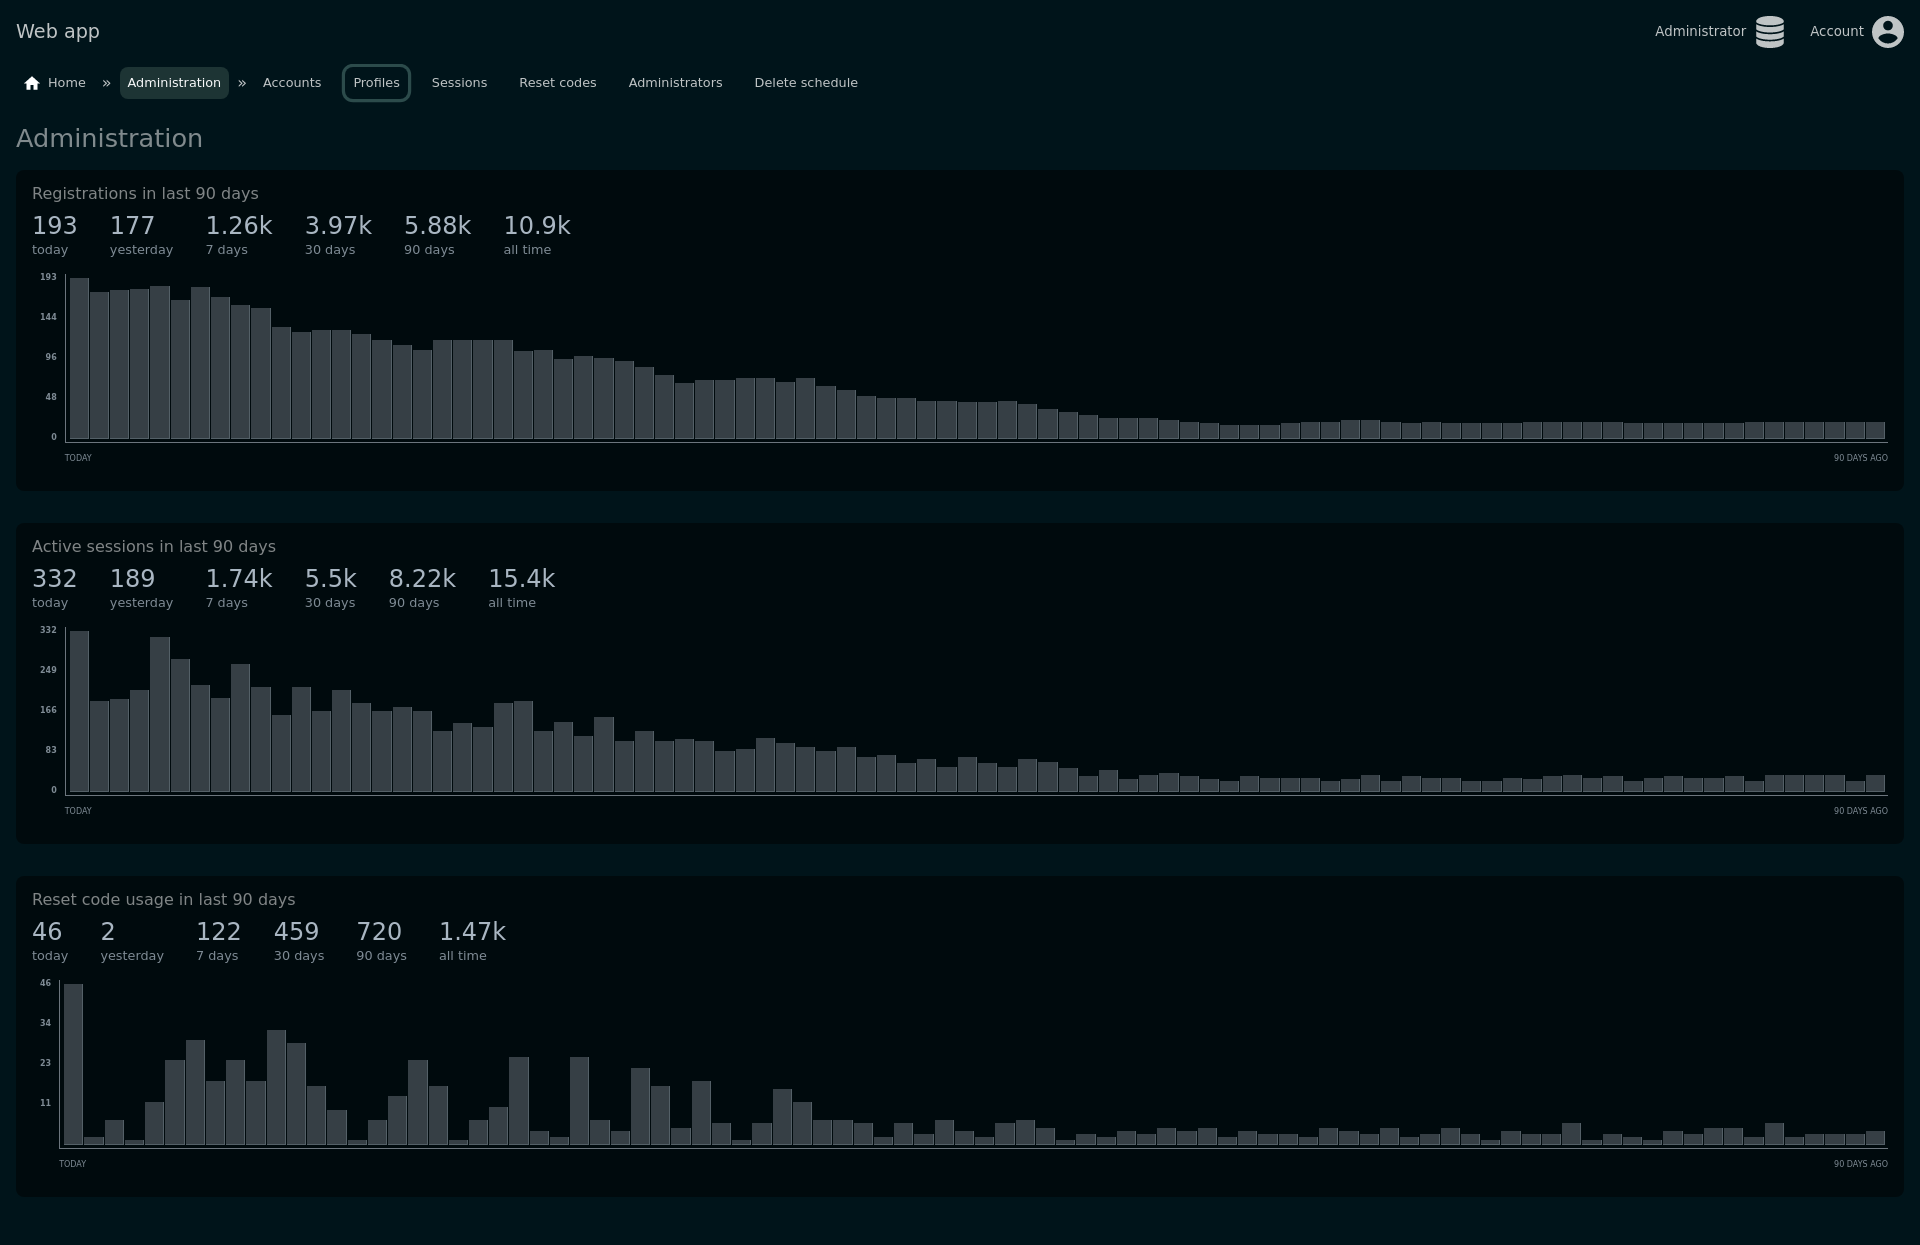 Web app
Administrator
Account
Home » Administration » Accounts Profiles Sessions Reset codes Administrators Delete schedule
Administration
Registrations in last 90 days
193 177 1.26k 3.97k 5.88k 10.9k
today yesterday 7 days 30 days 90 days all time
193
144
96
48
0
TODAY 90 DAYS AGO
Active sessions in last 90 days
332 189 1.74k 5.5k 8.22k 15.4k
today yesterday 7 days 30 days 90 days all time
332
249
166
83
0
TODAY 90 DAYS AGO
Reset code usage in last 90 days
46 2 122 459 720 1.47k
today yesterday 7 days 30 days 90 days all time
46
34
23
11
TODAY 90 DAYS AGO